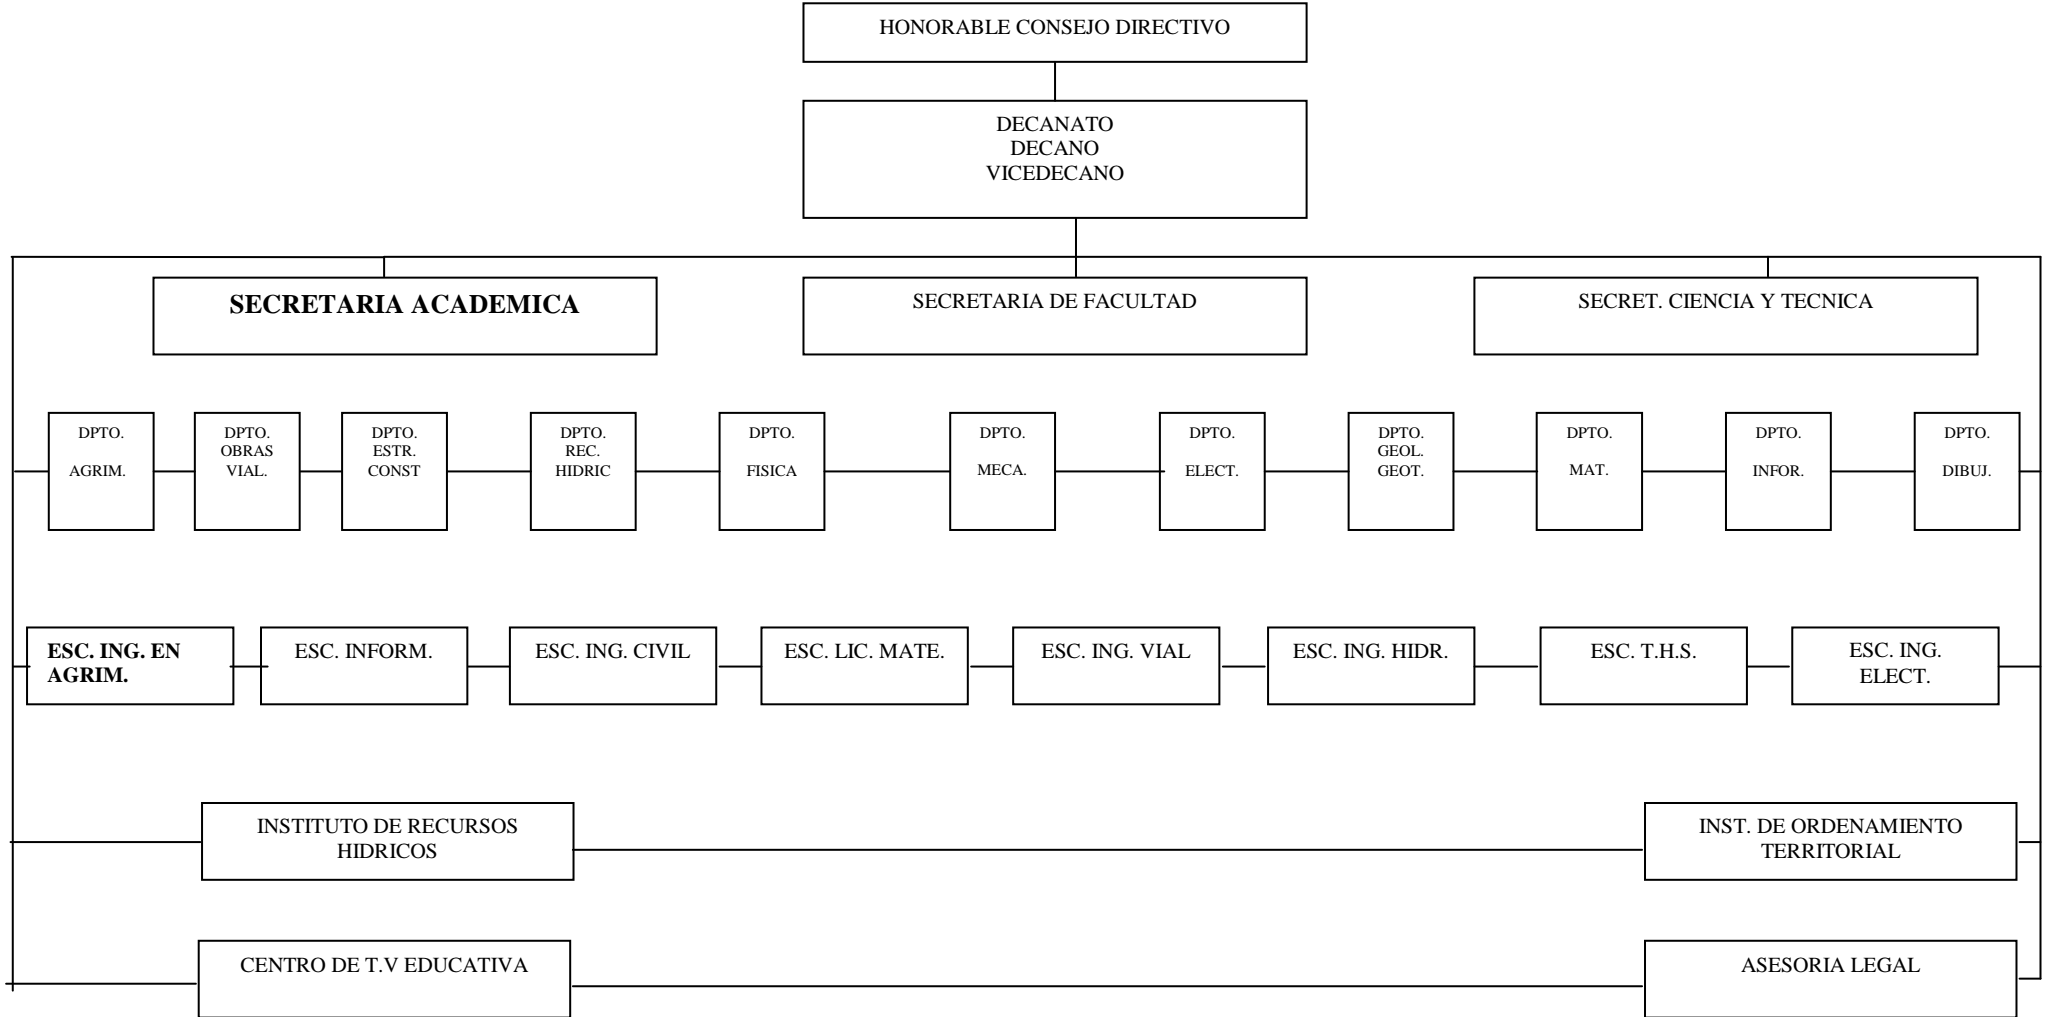 HONORABLE CONSEJO DIRECTIVO
DECANATO
DECANO
VICEDECANO
SECRETARIA ACADEMICA
SECRETARIA DE FACULTAD
SECRET. CIENCIA Y TECNICA
DPTO.
AGRIM.
DPTO.
OBRAS
VIAL.
DPTO.
ESTR.
CONST
DPTO.
REC.
HIDRIC
DPTO.
FISICA
DPTO.
MECA.
DPTO.
ELECT.
DPTO.
GEOL.
GEOT.
DPTO.
MAT.
DPTO.
INFOR.
DPTO.
DIBUJ.
ESC. ING. EN
AGRIM.
ESC. INFORM.
ESC. ING. CIVIL
ESC. LIC. MATE.
ESC. ING. VIAL
ESC. ING. HIDR.
ESC. T.H.S.
ESC. ING.
ELECT.
INSTITUTO DE RECURSOS
HIDRICOS
INST. DE ORDENAMIENTO
TERRITORIAL
CENTRO DE T.V EDUCATIVA
ASESORIA LEGAL